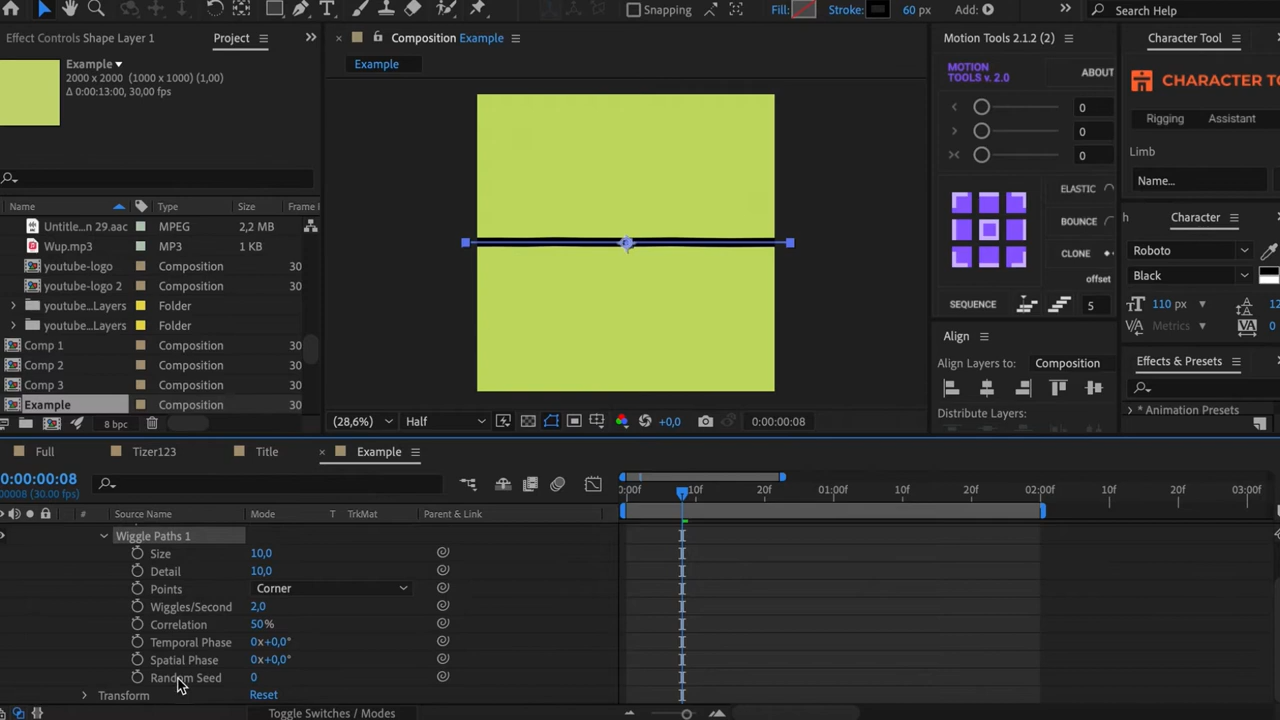 Snapping
Fill:
Stroke:
60 px
Add:
Search Help
Effect Controls Shape Layer 1
Project
Composition Example
Motion Tools 2.1.2 (2)
Character Tool
Example
2000 x 2000 (1000 x 1000) (1,00)
Δ 0:00:13:00, 30,00 fps
Example
MOTION
TOOLS v. 2.0
ABOUT
CHARACTER TO
0
0
0
Rigging
Assistant
Limb
Name...
ELASTIC
BOUNCE
CLONE
offset
SEQUENCE
5
Name
Type
Size
Frame I
Untitle...n 29.aac
MPEG
2,2 MB
Wup.mp3
MP3
1 KB
youtube-logo
Composition
30
youtube-logo 2
Composition
30
youtube...Layers
Folder
youtube...Layers
Folder
Comp 1
Composition
30
Comp 2
Composition
30
Comp 3
Composition
30
Example
Composition
30
8 bpc
Character
Roboto
Black
110 px
12
Metrics
0
Align
Align Layers to:
Composition
Distribute Layers:
Effects & Presets
* Animation Presets
(28,6%)
Half
+0,0
0:00:00:08
Full
Tizer123
Title
Example
0:00:00:08
00008 (30.00 fps)
#
Source Name
Mode
T
TrkMat
Parent & Link
0:00f
10f
20f
01:00f
10f
20f
02:00f
10f
20f
03:00f
Wiggle Paths 1
Size
10,0
Detail
10,0
Points
Corner
Wiggles/Second
2,0
Correlation
50%
Temporal Phase
0x+0,0°
Spatial Phase
0x+0,0°
Random Seed
0
Transform
Reset
Toggle Switches / Modes